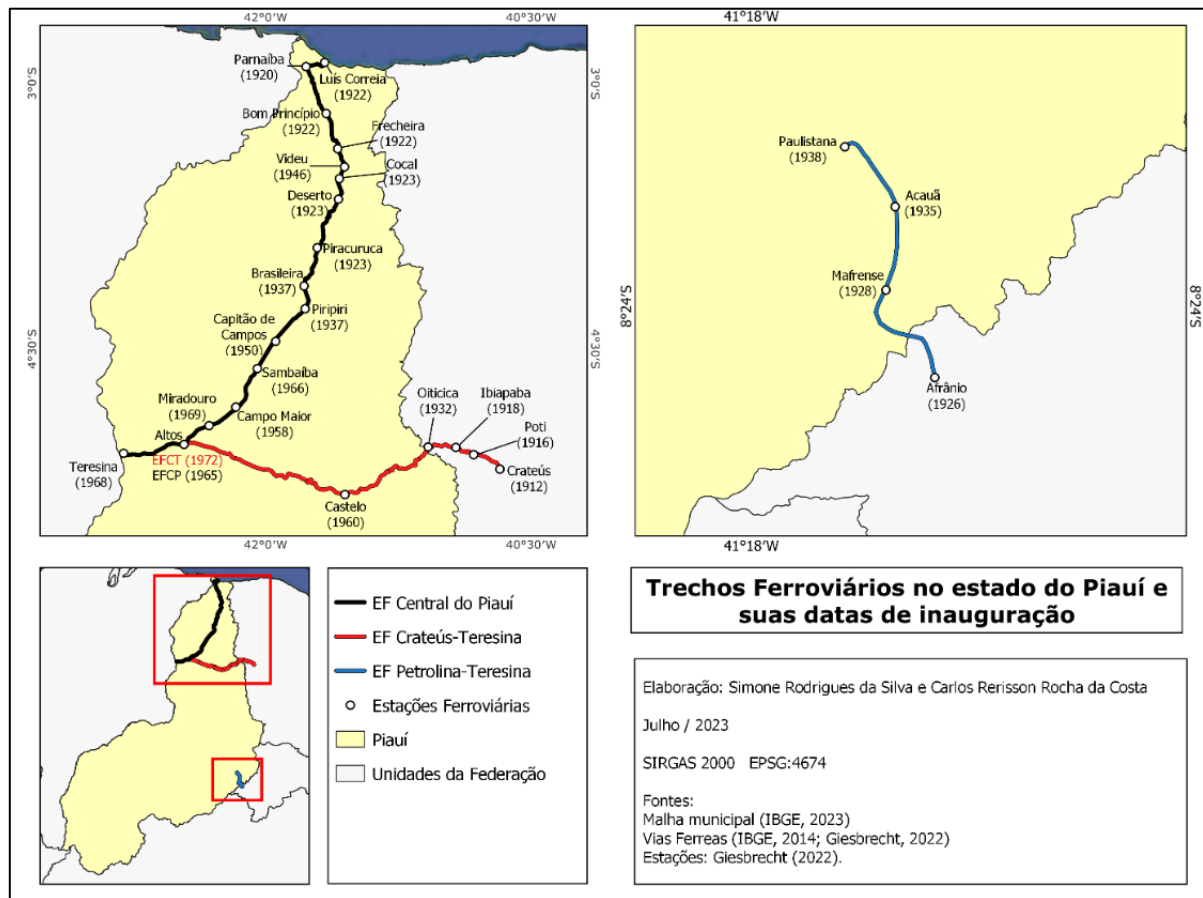 42°0'O
40°30'O
3°0'S
3°0'S
Parnaíba
(1920)
Luís Correia
(1922)
Bom Princípio
(1922)
Frecheira
(1922)
Videu
(1946)
Cocal
(1923)
Deserto
(1923)
Piracuruca
(1923)
Brasileira
(1937)
Piripiri
(1937)
Capitão de
Campos
(1950)
4°30'S
4°30'S
Sambaíba
(1966)
Miradouro
(1969)
Campo Maior
(1958)
Oiticica
(1932)
Ibiapaba
(1918)
Poti
(1916)
Altos
EFCT (1972)
EFCP (1965)
Teresina
(1968)
Crateús
(1912)
Castelo
(1960)
42°0'O
40°30'O
41°18'O
Paulistana
(1938)
Acauã
(1935)
Mafrense
(1928)
8°24'S
8°24'S
Afrânio
(1926)
41°18'O
EF Central do Piauí
EF Crateús-Teresina
EF Petrolina-Teresina
Estações Ferroviárias
Piauí
Unidades da Federação
Trechos Ferroviários no estado do Piauí e
suas datas de inauguração
Elaboração: Simone Rodrigues da Silva e Carlos Rerisson Rocha da Costa
Julho / 2023
SIRGAS 2000 EPSG:4674
Fontes:
Malha municipal (IBGE, 2023)
Vias Ferreas (IBGE, 2014; Giesbrecht, 2022)
Estações: Giesbrecht (2022).